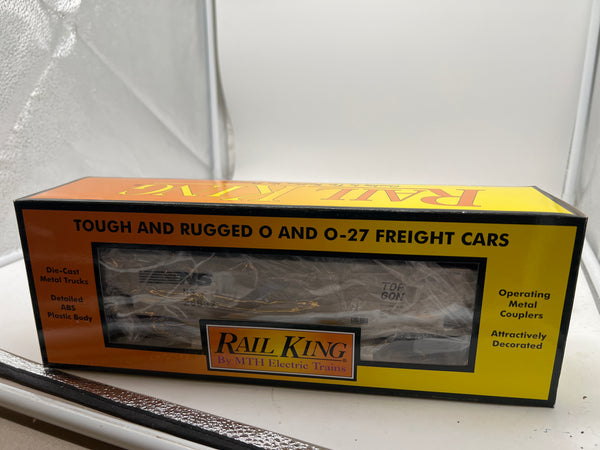 RAIL KING
TOUGH AND RUGGED O AND O-27 FREIGHT CARS
Die-Cast
Metal Trucks
Detailed
ABS
Plastic Body
TOP
GON
Operating
Metal
Couplers
Attractively
Decorated
RAIL KING
By MTH Electric Trains